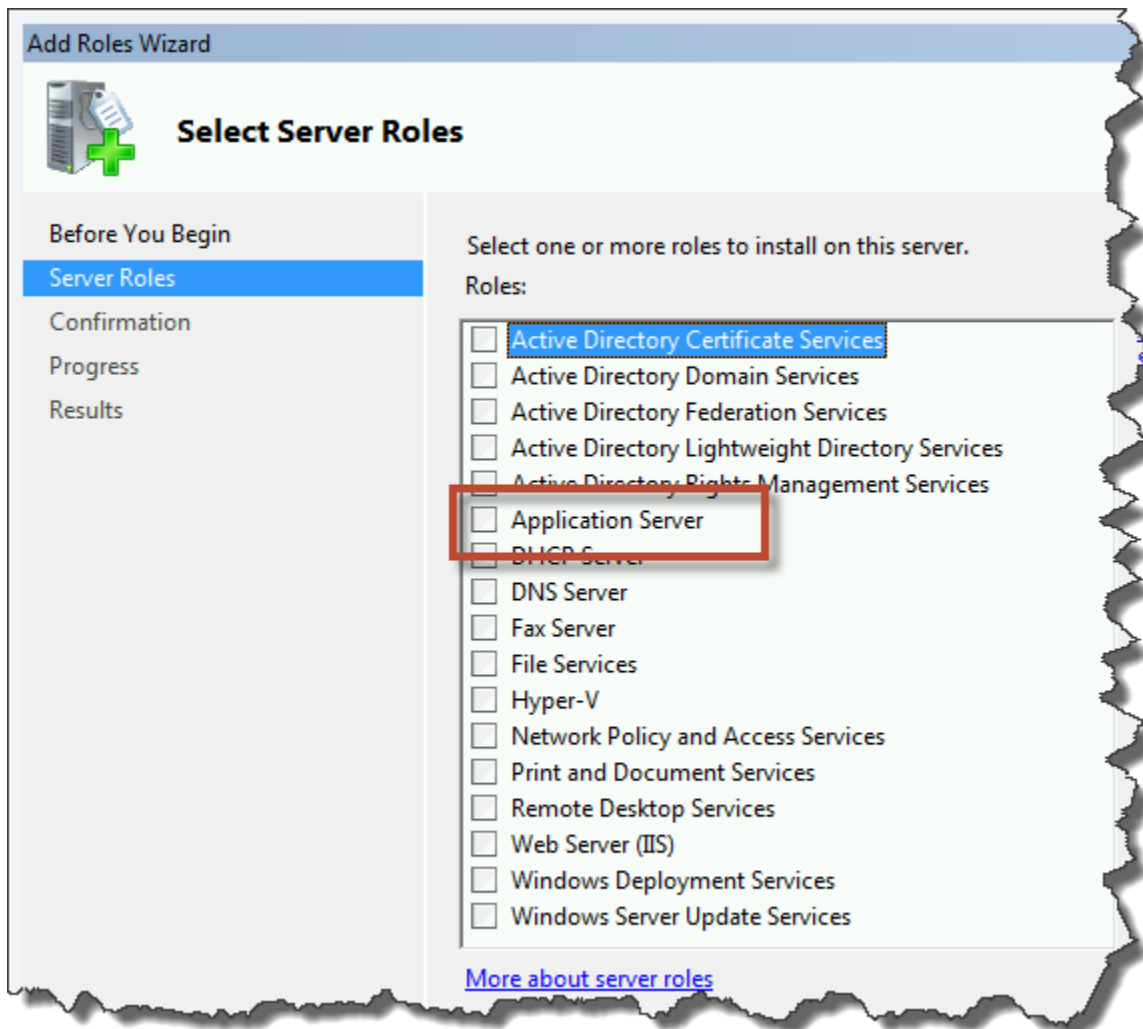 Add Roles Wizard
Select Server Roles
Before You Begin
Server Roles
Confirmation
Progress
Results
Select one or more roles to install on this server.
Roles:
Active Directory Certificate Services
Active Directory Domain Services
Active Directory Federation Services
Active Directory Lightweight Directory Services
Active Directory Rights Management Services
Application Server
DHCP Server
DNS Server
Fax Server
File Services
Hyper-V
Network Policy and Access Services
Print and Document Services
Remote Desktop Services
Web Server (IIS)
Windows Deployment Services
Windows Server Update Services
More about server roles